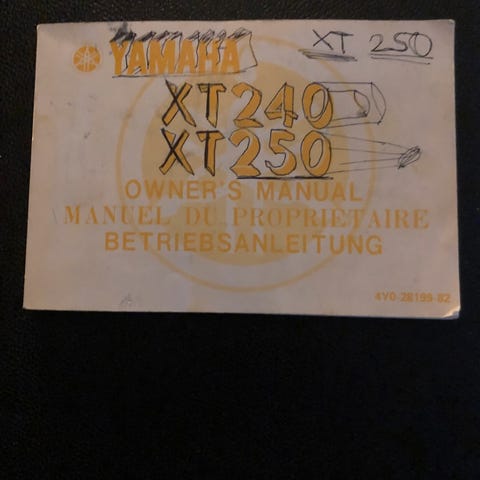 YAMAHA
XT 250
XT240
XT250
OWNER'S MANUAL
MANUEL DU PROPRIETAIRE
BETRIEBSANLEITUNG
4V0-28199-82